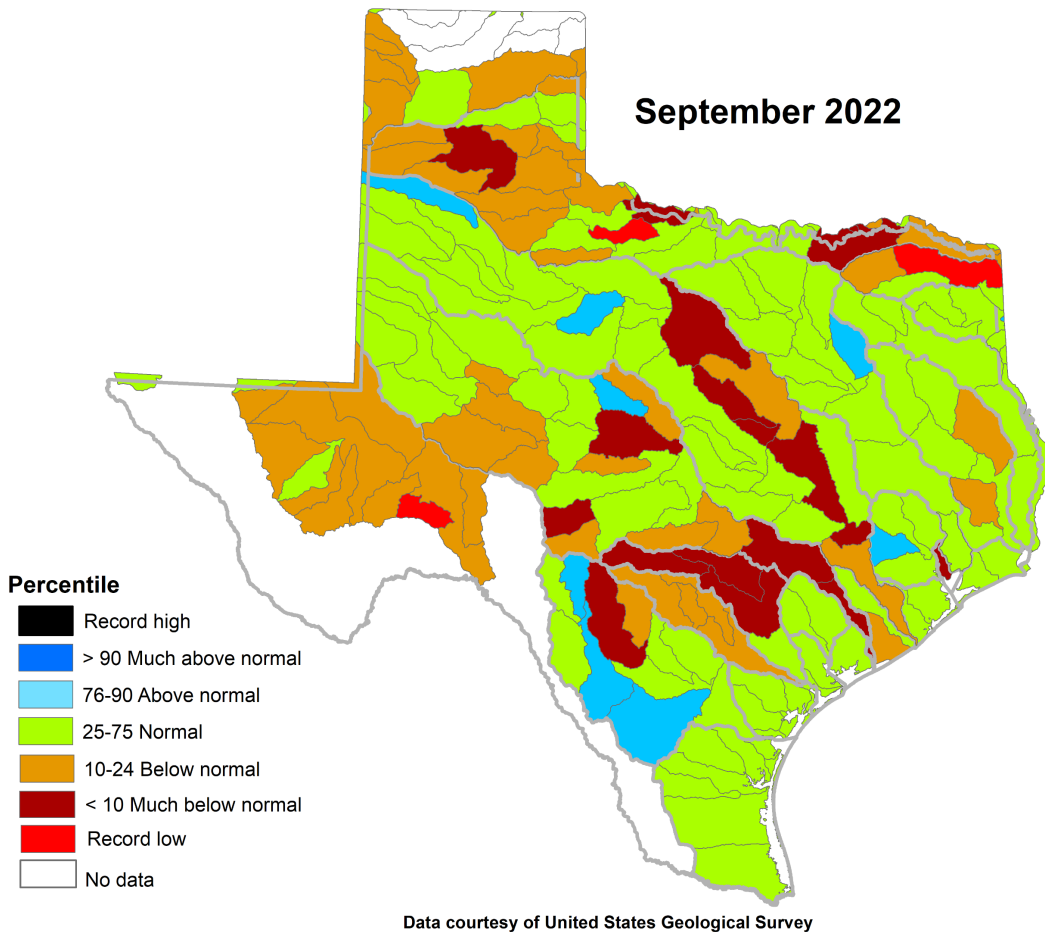 September 2022
Percentile
Record high
> 90 Much above normal
76-90 Above normal
25-75 Normal
10-24 Below normal
< 10 Much below normal
Record low
No data
Data courtesy of United States Geological Survey